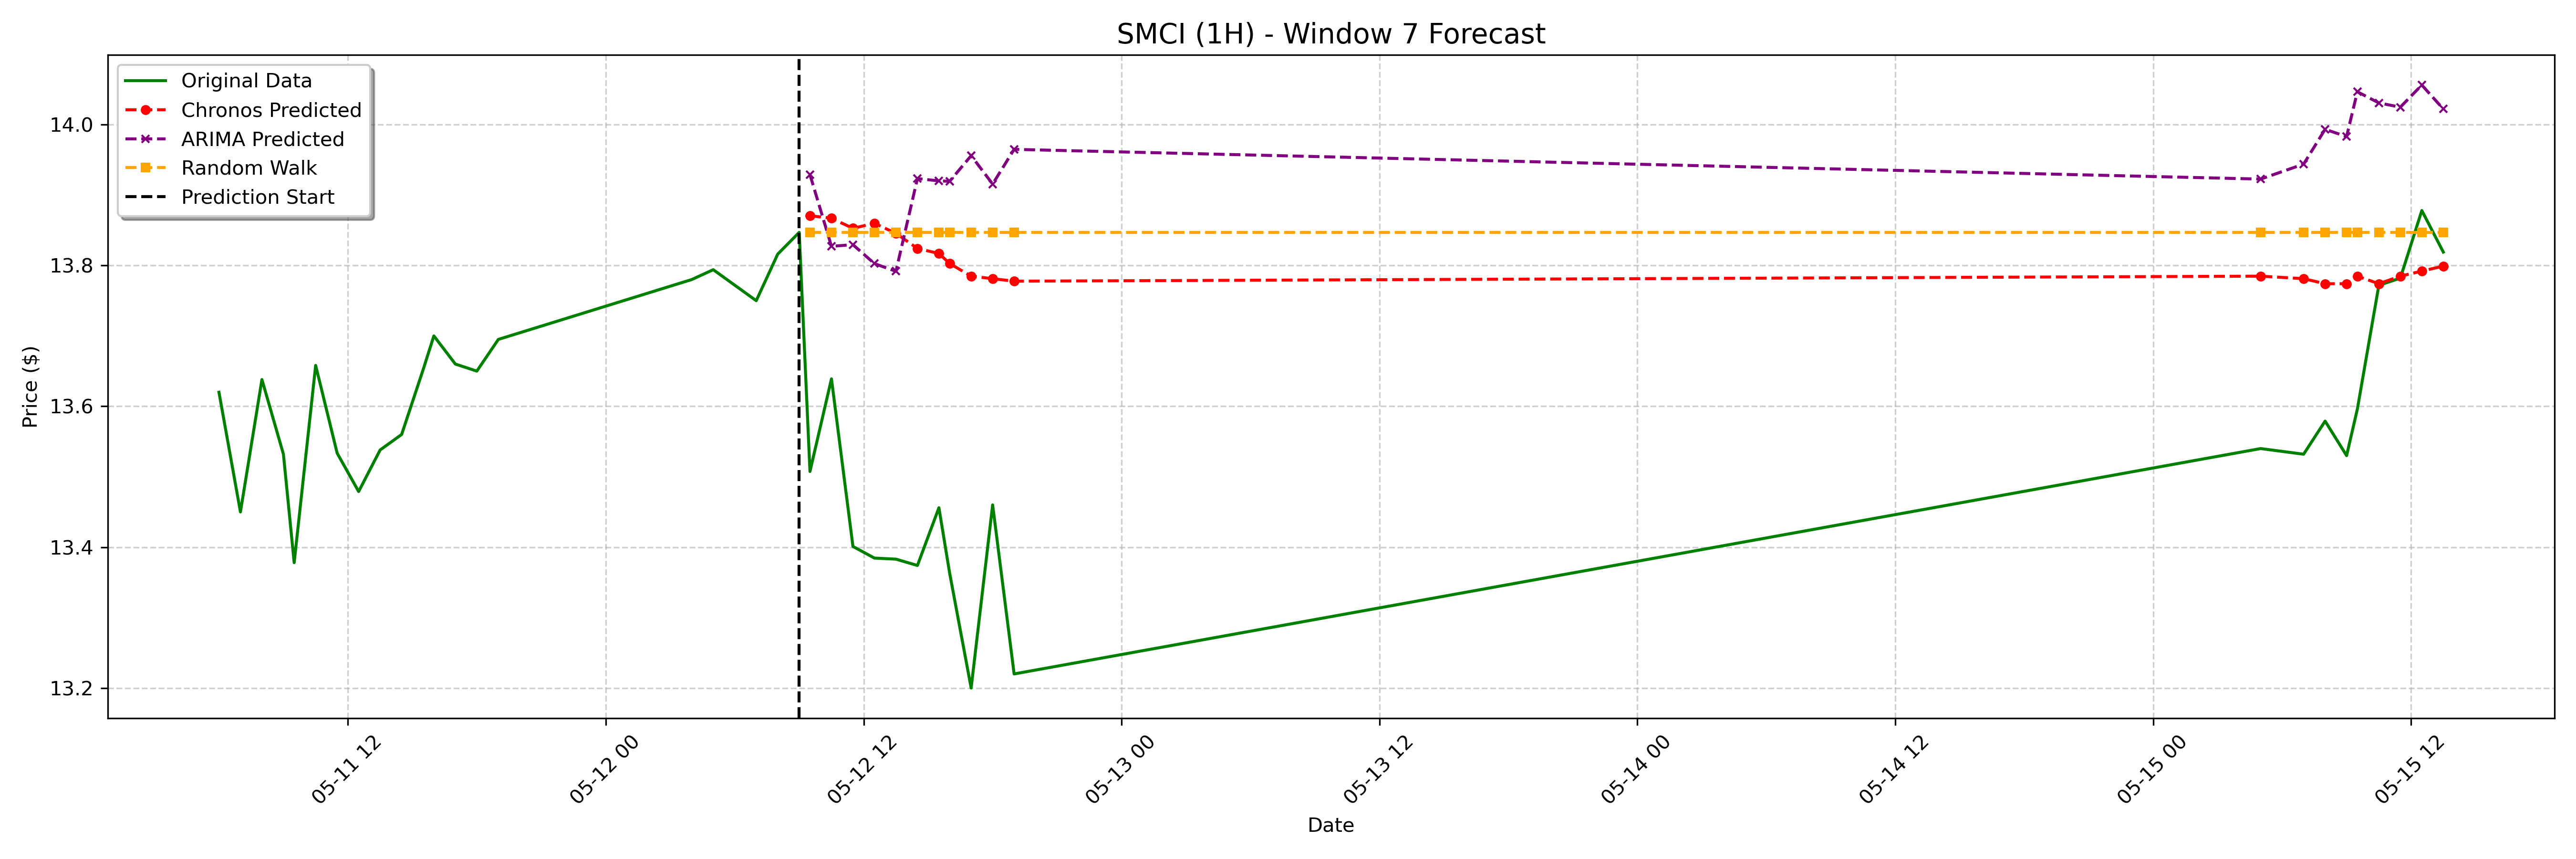 SMCI (1H) - Window 7 Forecast
Original Data
Chronos Predicted
ARIMA Predicted
Random Walk
Prediction Start
Price ($)
14.0
13.8
13.6
13.4
13.2
05-11 12
05-12 00
05-12 12
05-13 00
05-13 12
05-14 00
05-14 12
05-15 00
05-15 12
Date